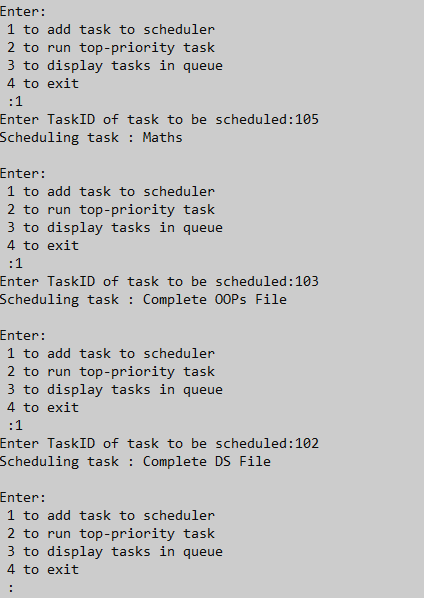 Enter:
1 to add task to scheduler
2 to run top-priority task
3 to display tasks in queue
4 to exit
:1
Enter TaskID of task to be scheduled:105
Scheduling task : Maths
Enter:
1 to add task to scheduler
2 to run top-priority task
3 to display tasks in queue
4 to exit
:1
Enter TaskID of task to be scheduled:103
Scheduling task : Complete OOPs File
Enter:
1 to add task to scheduler
2 to run top-priority task
3 to display tasks in queue
4 to exit
:1
Enter TaskID of task to be scheduled:102
Scheduling task : Complete DS File
Enter:
1 to add task to scheduler
2 to run top-priority task
3 to display tasks in queue
4 to exit
: